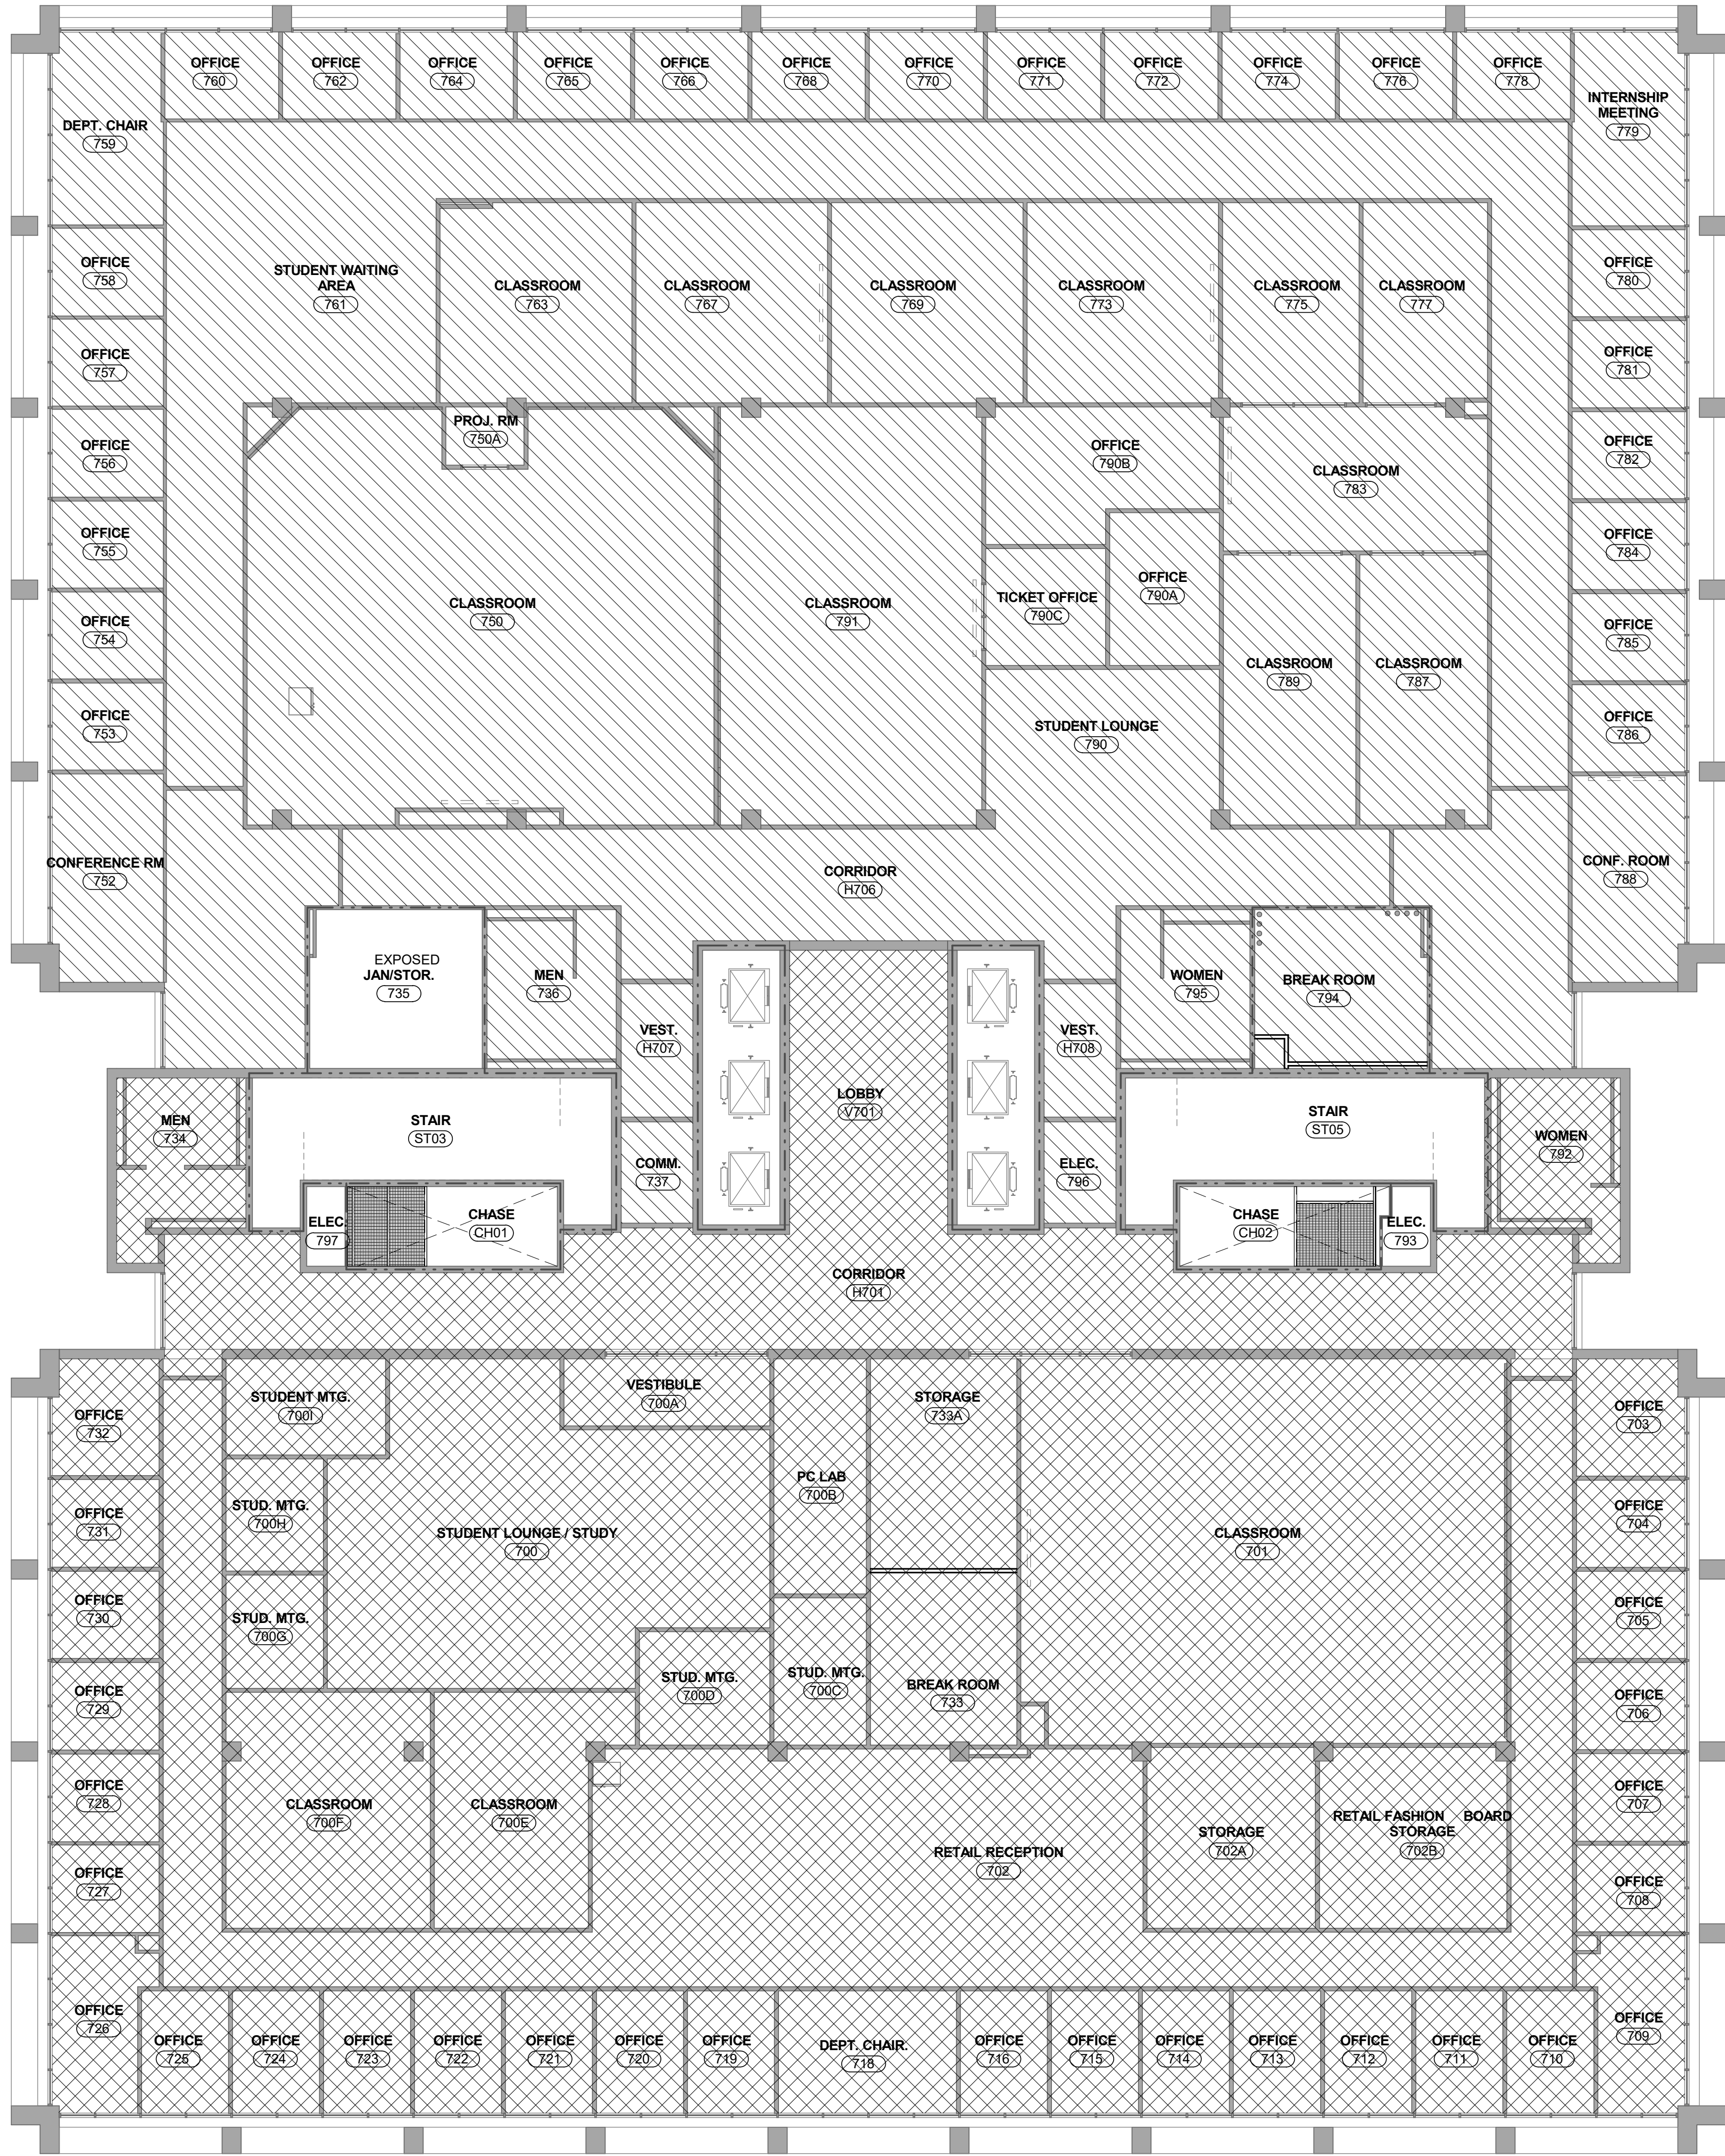 OFFICE
760
OFFICE
762
OFFICE
764
OFFICE
765
OFFICE
766
OFFICE
768
OFFICE
770
OFFICE
771
OFFICE
772
OFFICE
774
OFFICE
776
OFFICE
778
DEPT. CHAIR
759
INTERNSHIP
MEETING
779
OFFICE
758
STUDENT WAITING
AREA
761
CLASSROOM
763
CLASSROOM
767
CLASSROOM
769
CLASSROOM
773
CLASSROOM
775
CLASSROOM
777
OFFICE
780
OFFICE
757
OFFICE
781
OFFICE
756
PROJ. RM
750A
OFFICE
790B
CLASSROOM
783
OFFICE
782
OFFICE
755
OFFICE
784
OFFICE
754
CLASSROOM
750
CLASSROOM
791
TICKET OFFICE
790C
OFFICE
790A
OFFICE
785
OFFICE
753
STUDENT LOUNGE
790
CLASSROOM
789
CLASSROOM
787
OFFICE
786
CONFERENCE RM
752
CORRIDOR
H706
CONF. ROOM
788
EXPOSED
JAN/STOR.
735
MEN
736
WOMEN
795
BREAK ROOM
794
VEST.
H707
VEST.
H708
MEN
734
STAIR
ST03
LOBBY
V701
STAIR
ST05
WOMEN
792
COMM.
737
ELEC.
796
ELEC.
797
CHASE
CH01
CHASE
CH02
ELEC.
793
CORRIDOR
H701
OFFICE
732
STUDENT MTG.
700I
VESTIBULE
700A
STORAGE
733A
OFFICE
703
OFFICE
731
STUD. MTG.
700H
STUDENT LOUNGE / STUDY
700
PC LAB
700B
CLASSROOM
701
OFFICE
704
OFFICE
730
STUD. MTG.
700G
OFFICE
705
OFFICE
729
STUD. MTG.
700D
STUD. MTG.
700C
BREAK ROOM
733
OFFICE
706
OFFICE
728
CLASSROOM
700F
CLASSROOM
700E
OFFICE
707
OFFICE
727
RETAIL RECEPTION
702
STORAGE
702A
RETAIL FASHION BOARD
STORAGE
702B
OFFICE
708
OFFICE
726
OFFICE
725
OFFICE
724
OFFICE
723
OFFICE
722
OFFICE
721
OFFICE
720
OFFICE
719
DEPT. CHAIR.
718
OFFICE
716
OFFICE
715
OFFICE
714
OFFICE
713
OFFICE
712
OFFICE
711
OFFICE
710
OFFICE
709